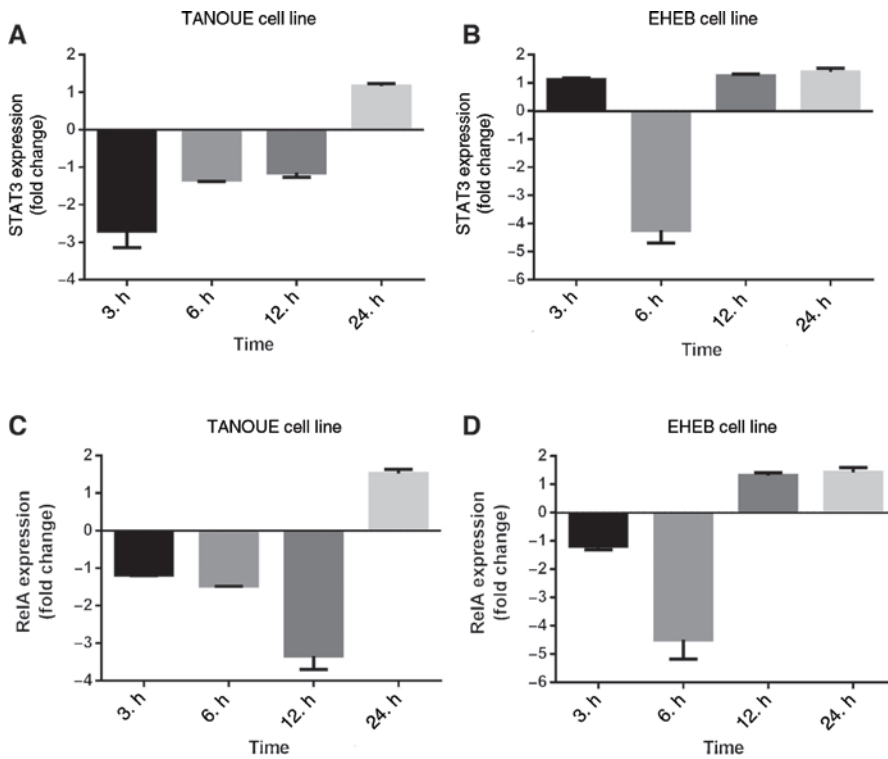 A
TANOUE cell line
STAT3 expression
(fold change)
2
1
0
–1
–2
–3
–4
3. h
6. h
12. h
24. h
Time
B
EHEB cell line
STAT3 expression
(fold change)
2
1
0
–1
–2
–3
–4
–5
–6
3. h
6. h
12. h
24. h
Time
C
TANOUE cell line
RelA expression
(fold change)
2
1
0
–1
–2
–3
–4
3. h
6. h
12. h
24. h
Time
D
EHEB cell line
RelA expression
(fold change)
2
1
0
–1
–2
–3
–4
–5
–6
3. h
6. h
12. h
24. h
Time